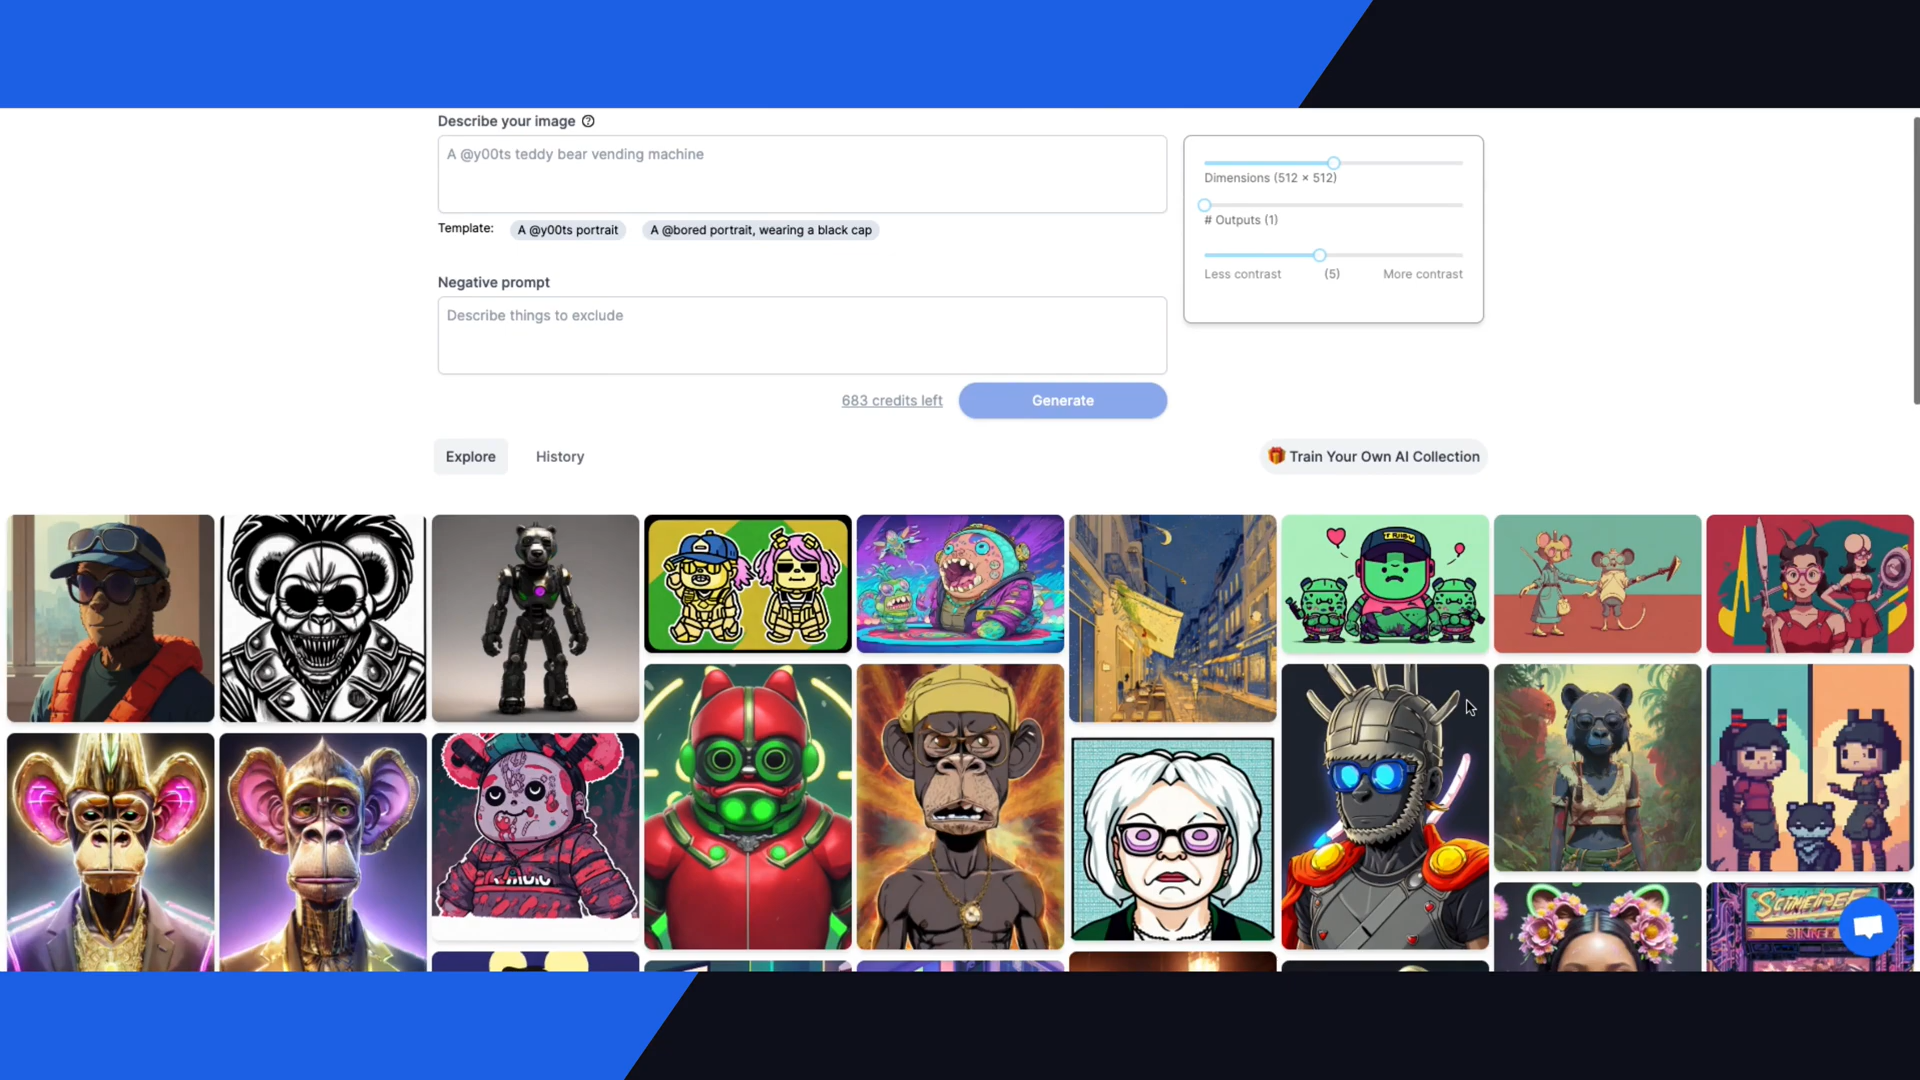 Describe your image
A @y00ts teddy bear vending machine
Dimensions (512 × 512)
# Outputs (1)
Template: A @y00ts portrait A @bored portrait, wearing a black cap
Less contrast (5) More contrast
Negative prompt
Describe things to exclude
683 credits left Generate
Explore History Train Your Own AI Collection